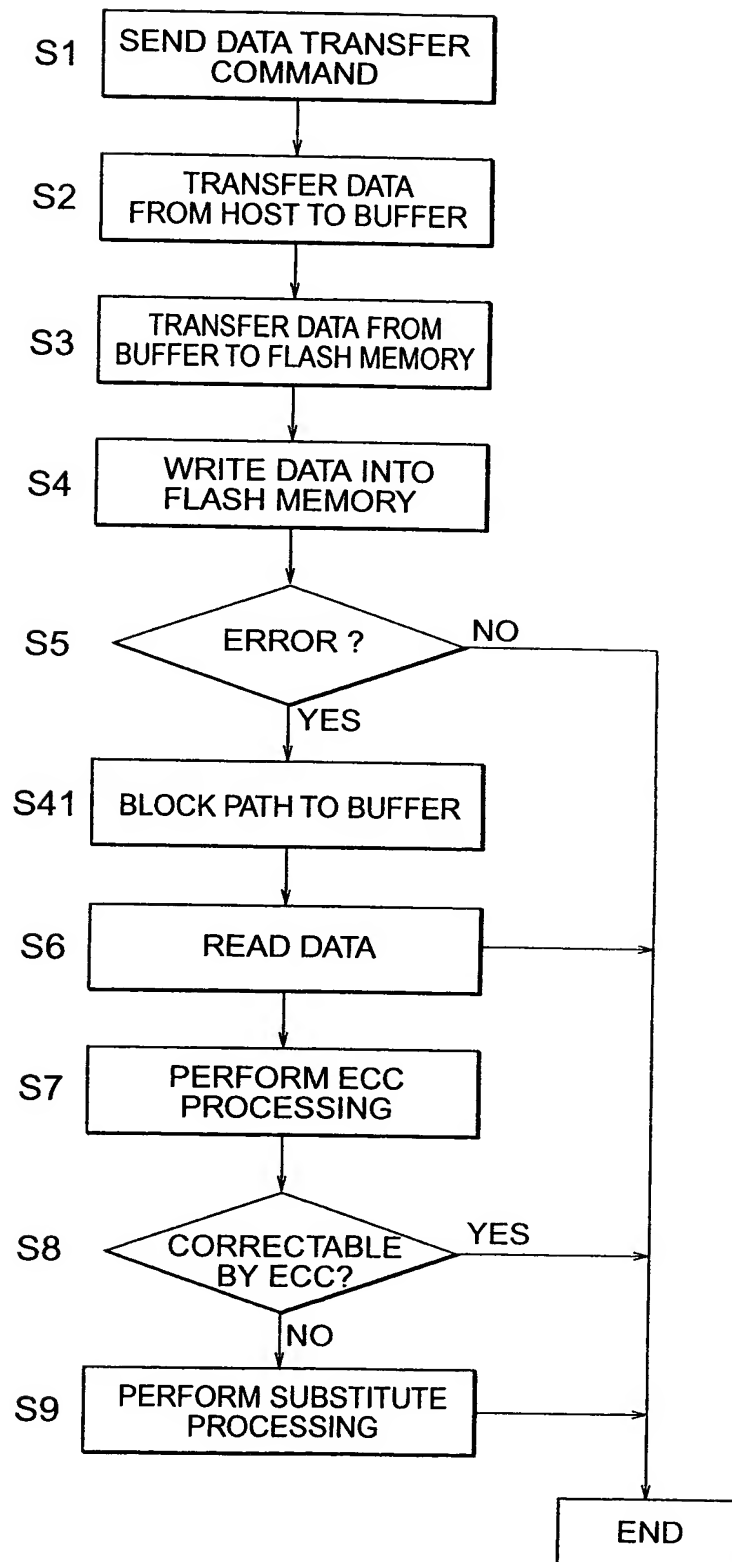 S1
SEND DATA TRANSFER
COMMAND
S2
TRANSFER DATA
FROM HOST TO BUFFER
S3
TRANSFER DATA FROM
BUFFER TO FLASH MEMORY
S4
WRITE DATA INTO
FLASH MEMORY
S5
ERROR ?
NO
YES
S41
BLOCK PATH TO BUFFER
S6
READ DATA
S7
PERFORM ECC
PROCESSING
S8
CORRECTABLE
BY ECC?
YES
NO
S9
PERFORM SUBSTITUTE
PROCESSING
END